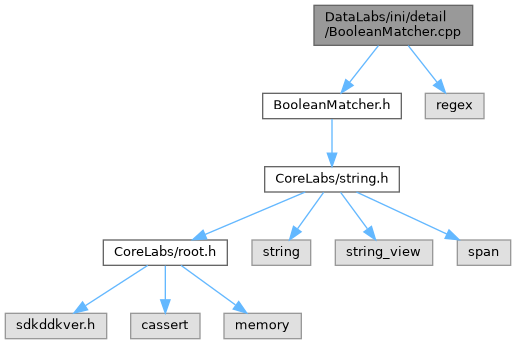 DataLabs/ini/detail
/BooleanMatcher.cpp
BooleanMatcher.h
regex
CoreLabs/string.h
CoreLabs/root.h
string
string_view
span
sdkddkver.h
cassert
memory